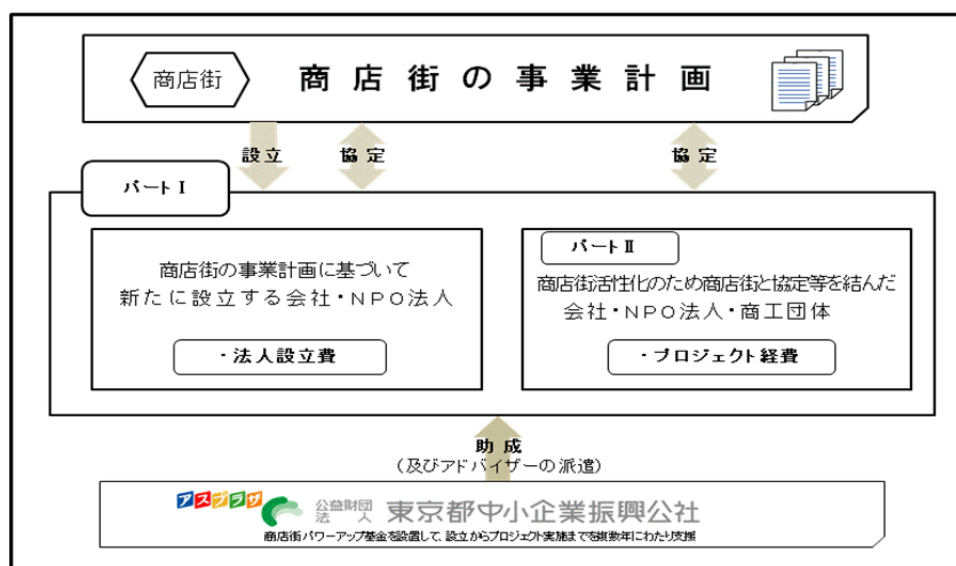 商店街
商店街の事業計画
設立
協定
協定
パートⅠ
商店街の事業計画に基づいて
新たに設立する会社・NPO法人
・法人設立費
パートⅡ
商店街活性化のため商店街と協定等を結んだ
会社・NPO法人・商工団体
・プロジェクト経費
助成
（及びアドバイザーの派遣）
アスプラザ
公益財団法人 東京都中小企業振興公社
商店街パワーアップ基金を設置して、設立からプロジェクト実施までを複数年にわたり支援